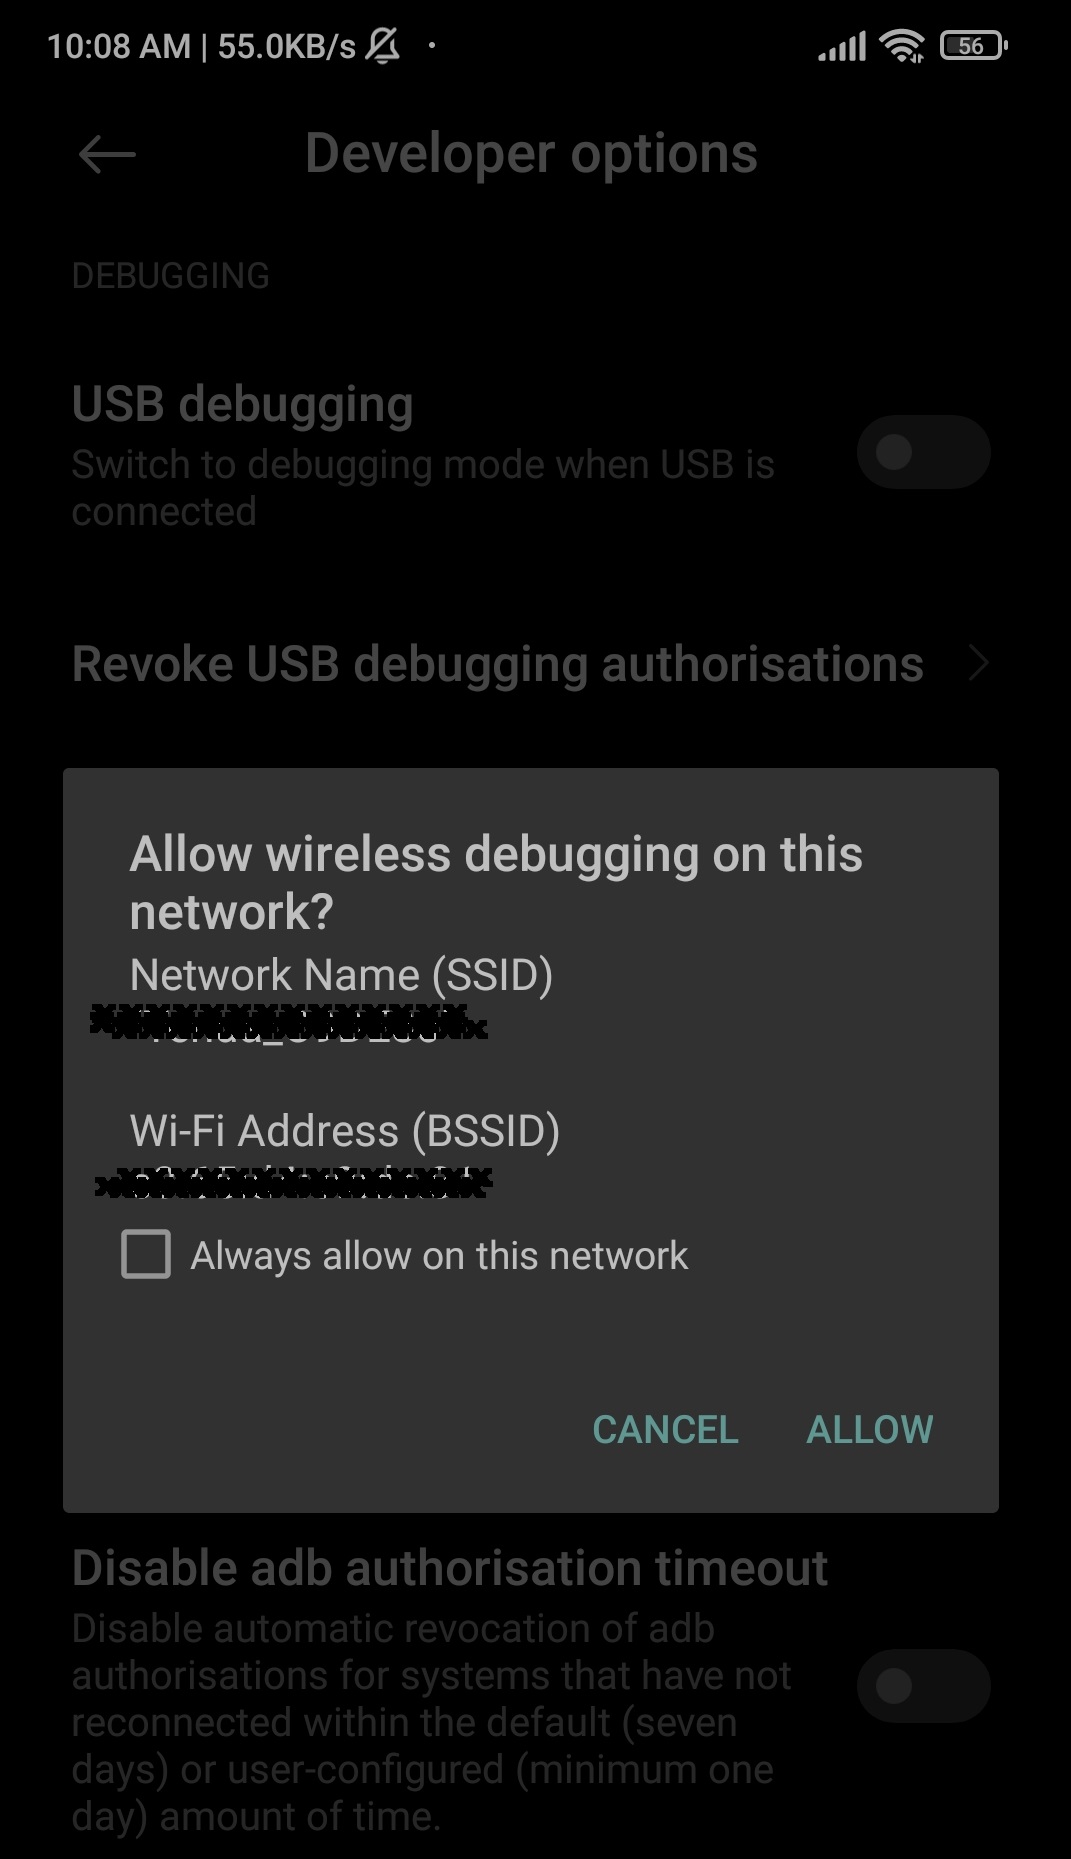 10:08 AM | 55.0KB/s
56
Developer options
DEBUGGING
USB debugging
Switch to debugging mode when USB is
connected
Revoke USB debugging authorisations
Allow wireless debugging on this
network?
Network Name (SSID)
Wi-Fi Address (BSSID)
Always allow on this network
CANCEL ALLOW
Disable adb authorisation timeout
Disable automatic revocation of adb
authorisations for systems that have not
reconnected within the default (seven
days) or user-configured (minimum one
day) amount of time.